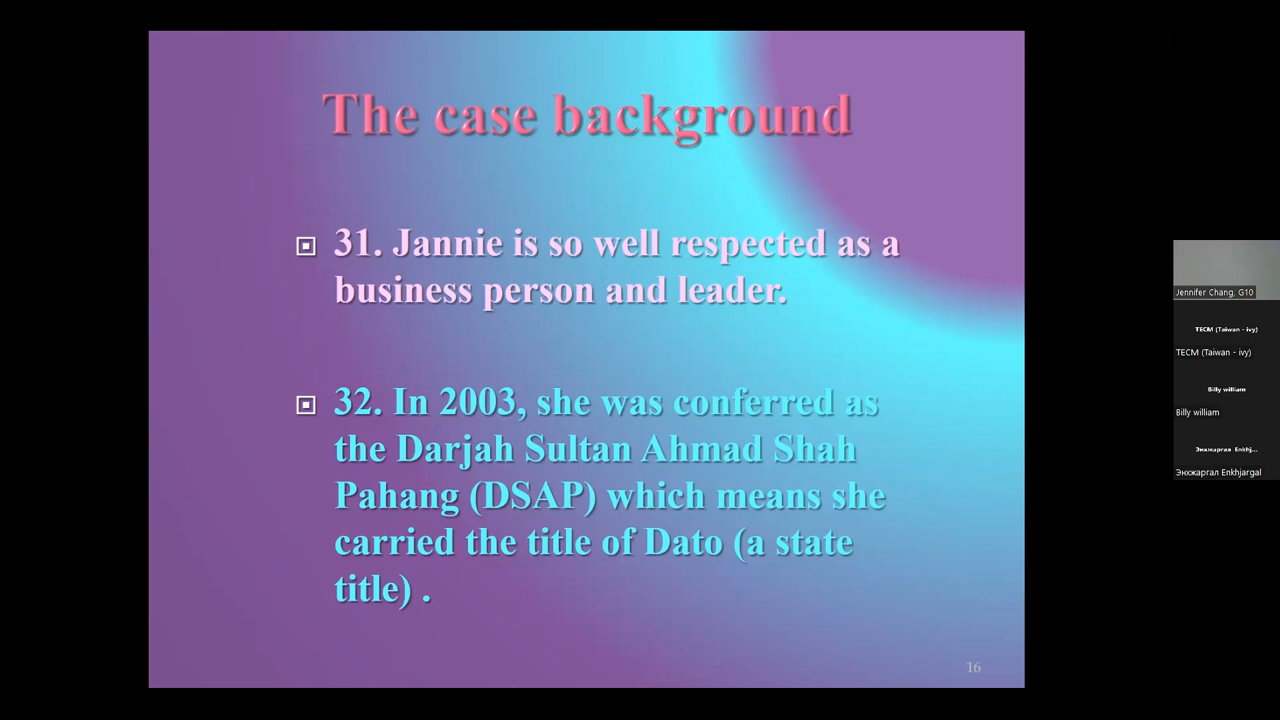 The case background
31. Jannie is so well respected as a
business person and leader.
32. In 2003, she was conferred as
the Darjah Sultan Ahmad Shah
Pahang (DSAP) which means she
carried the title of Dato (a state
title) .
16
Jennifer Chang, G10
TECM (Taiwan - ivy)
TECM (Taiwan - ivy)
Billy william
Billy william
Энхжаргал Enkhj...
Энхжаргал Enkhjargal